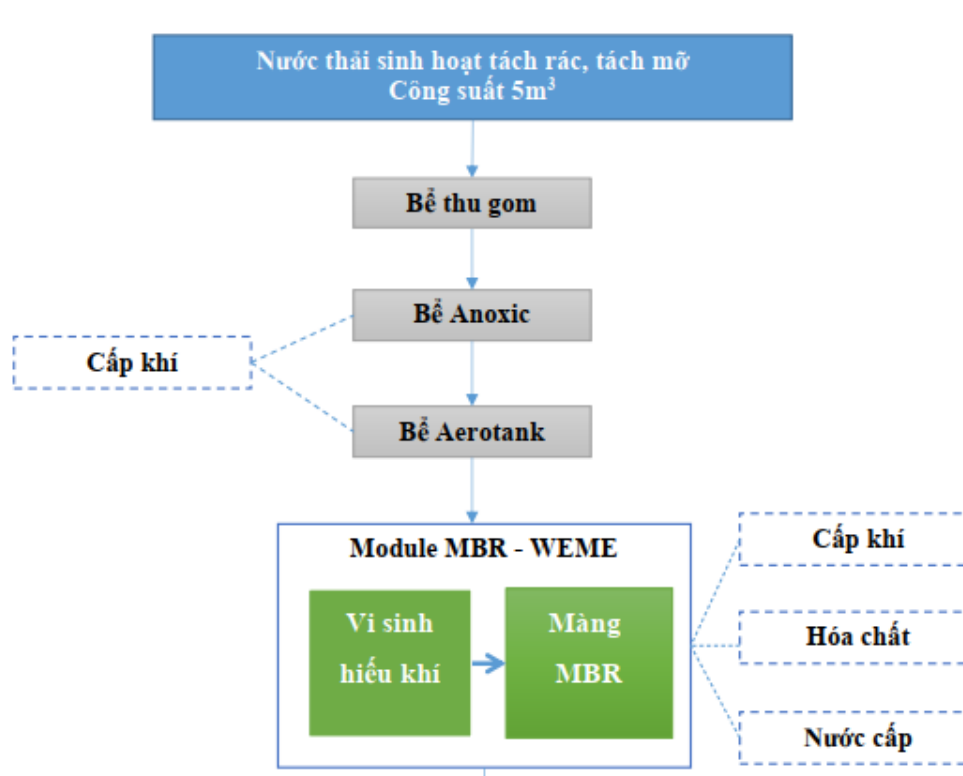 Nước thải sinh hoạt tách rác, tách mỡ
Công suất 5m³
Bể thu gom
Bể Anoxic
Cấp khí
Bể Aerotank
Module MBR - WEME
Vi sinh
hiếu khí
Màng
MBR
Cấp khí
Hóa chất
Nước cấp